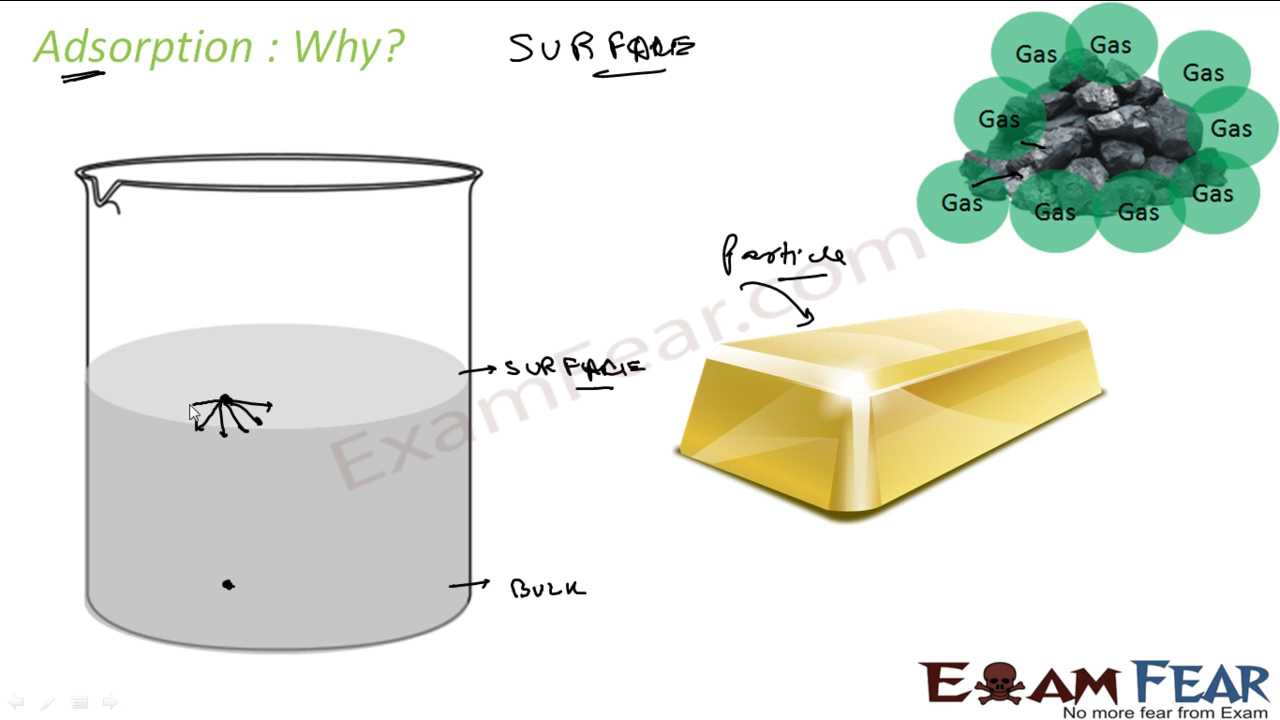 Adsorption : Why?
SURFACE
Gas
Gas
Gas
Gas
Gas
Gas
Gas
Gas
Gas
Particle
SURFACE
BULK
ExamFear.com
EXAM FEAR
No more fear from Exam